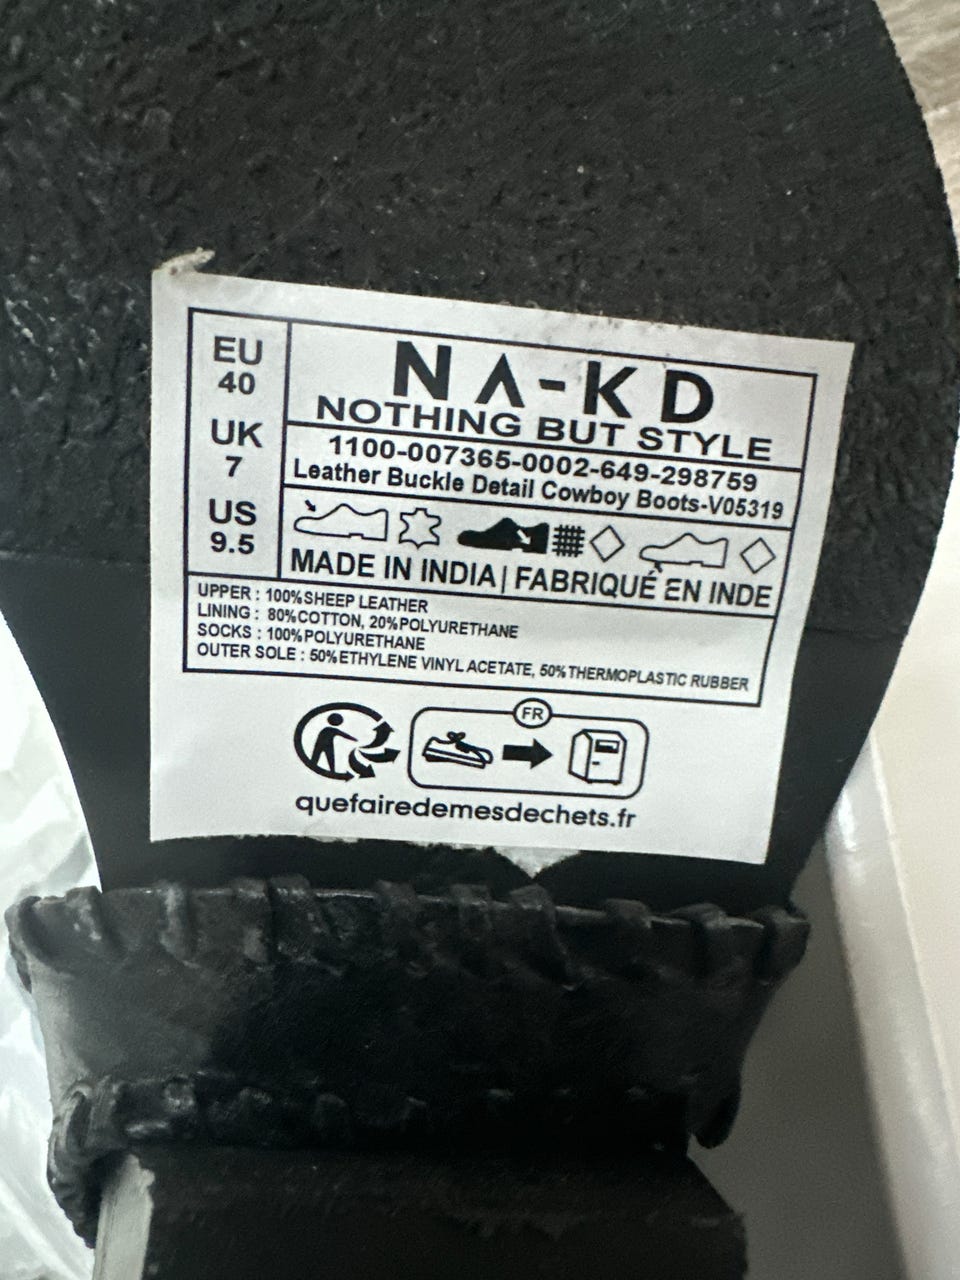 EU
40
UK
7
US
9.5
NA-KD
NOTHING BUT STYLE
1100-007365-0002-649-298759
Leather Buckle Detail Cowboy Boots-V05319
MADE IN INDIA | FABRIQUÉ EN INDE
UPPER : 100%SHEEP LEATHER
LINING : 80%COTTON, 20%POLYURETHANE
SOCKS : 100%POLYURETHANE
OUTER SOLE : 50%ETHYLENE VINYL ACETATE, 50%THERMOPLASTIC RUBBER
FR
quefairedemesdechets.fr